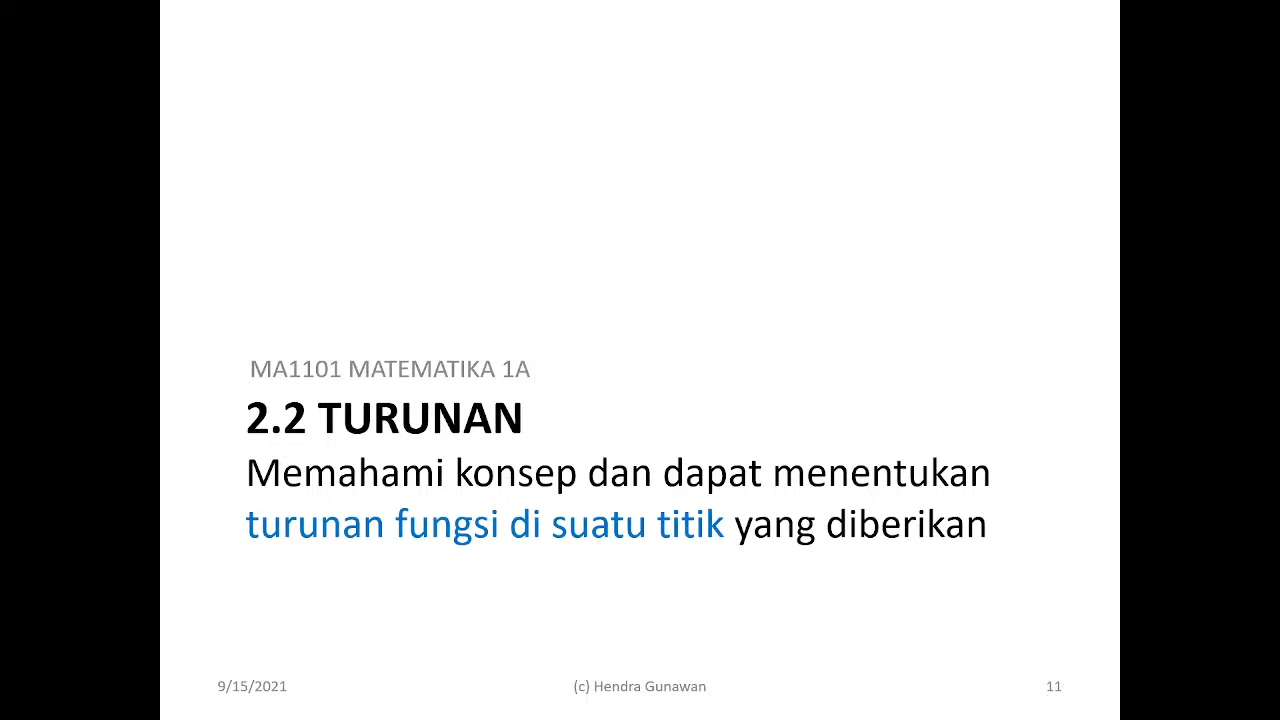 MA1101 MATEMATIKA 1A
2.2 TURUNAN
Memahami konsep dan dapat menentukan
turunan fungsi di suatu titik yang diberikan
9/15/2021
(c) Hendra Gunawan
11